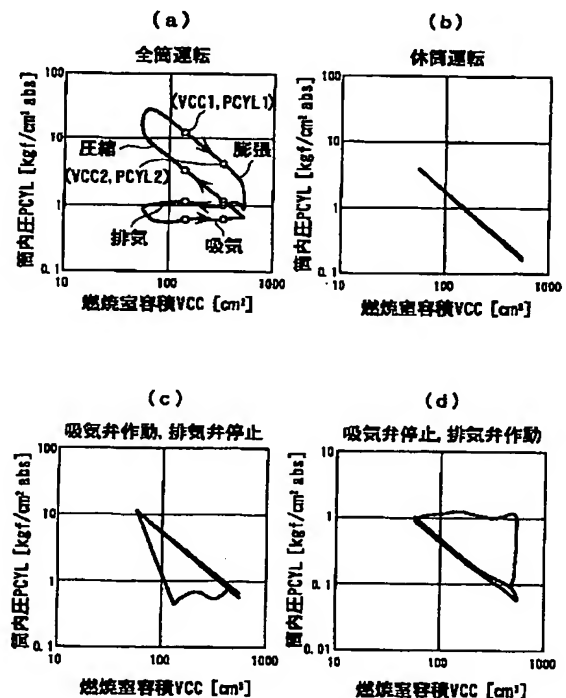 (a)
全筒運転
筒内圧PCYL [kgf/cm² abs]
100
10
1
0.1
10
100
1000
(VCC1, PCYL1)
圧縮
(VCC2, PCYL2)
膨張
排気
吸気
燃焼室容積VCC [cm³]
(b)
休筒運転
筒内圧PCYL [kgf/cm² abs]
100
10
1
0.1
10
100
1000
燃焼室容積VCC [cm³]
(c)
吸気弁作動, 排気弁停止
筒内圧PCYL [kgf/cm² abs]
100
10
1
0.1
10
100
1000
燃焼室容積VCC [cm³]
(d)
吸気弁停止, 排気弁作動
筒内圧PCYL [kgf/cm² abs]
10
1
0.1
0.01
10
100
1000
燃焼室容積VCC [cm³]